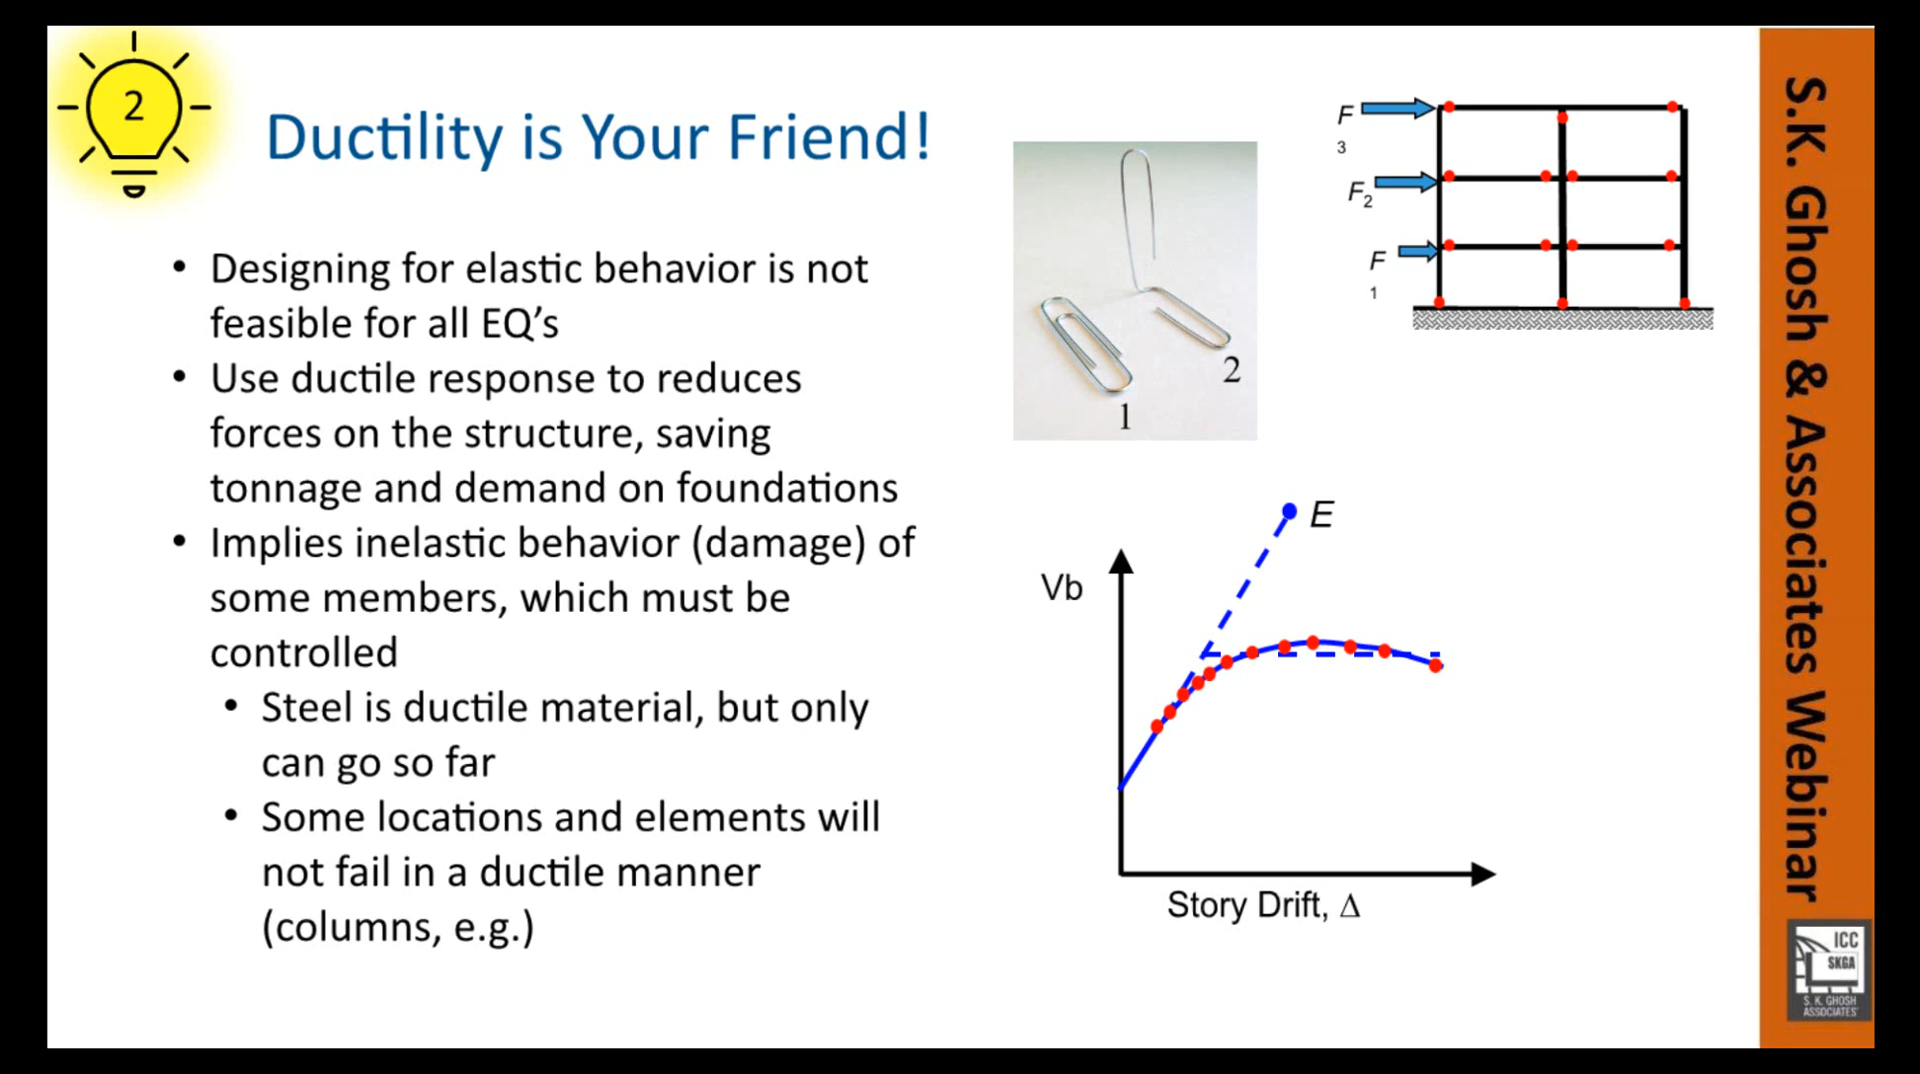 2
Ductility is Your Friend!
• Designing for elastic behavior is not
feasible for all EQ's
• Use ductile response to reduces
forces on the structure, saving
tonnage and demand on foundations
• Implies inelastic behavior (damage) of
some members, which must be
controlled
• Steel is ductile material, but only
can go so far
• Some locations and elements will
not fail in a ductile manner
(columns, e.g.)
1
2
F
3
F2
F
1
E
Vb
Story Drift, Δ
S.K. Ghosh & Associates Webinar
ICC
SKGA
S. K. GHOSH
ASSOCIATES